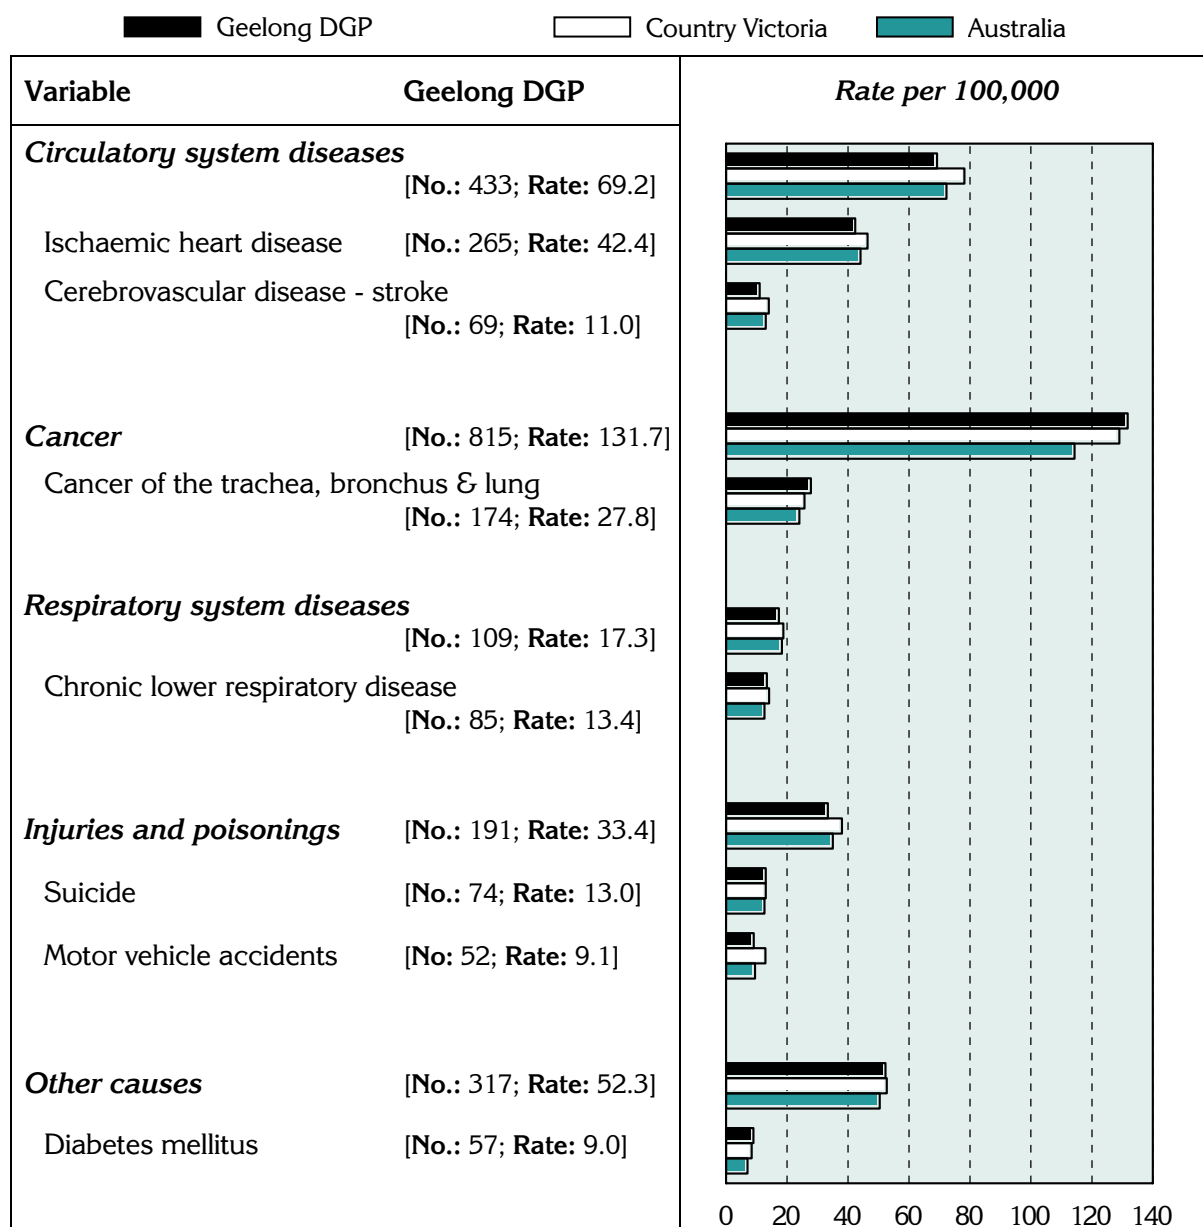 Geelong DGP Country Victoria Australia
Variable Geelong DGP Rate per 100,000
Circulatory system diseases
[No.: 433; Rate: 69.2]
Ischaemic heart disease [No.: 265; Rate: 42.4]
Cerebrovascular disease - stroke
[No.: 69; Rate: 11.0]
Cancer [No.: 815; Rate: 131.7]
Cancer of the trachea, bronchus & lung
[No.: 174; Rate: 27.8]
Respiratory system diseases
[No.: 109; Rate: 17.3]
Chronic lower respiratory disease
[No.: 85; Rate: 13.4]
Injuries and poisonings [No.: 191; Rate: 33.4]
Suicide [No.: 74; Rate: 13.0]
Motor vehicle accidents [No: 52; Rate: 9.1]
Other causes [No.: 317; Rate: 52.3]
Diabetes mellitus [No.: 57; Rate: 9.0]
0 20 40 60 80 100 120 140